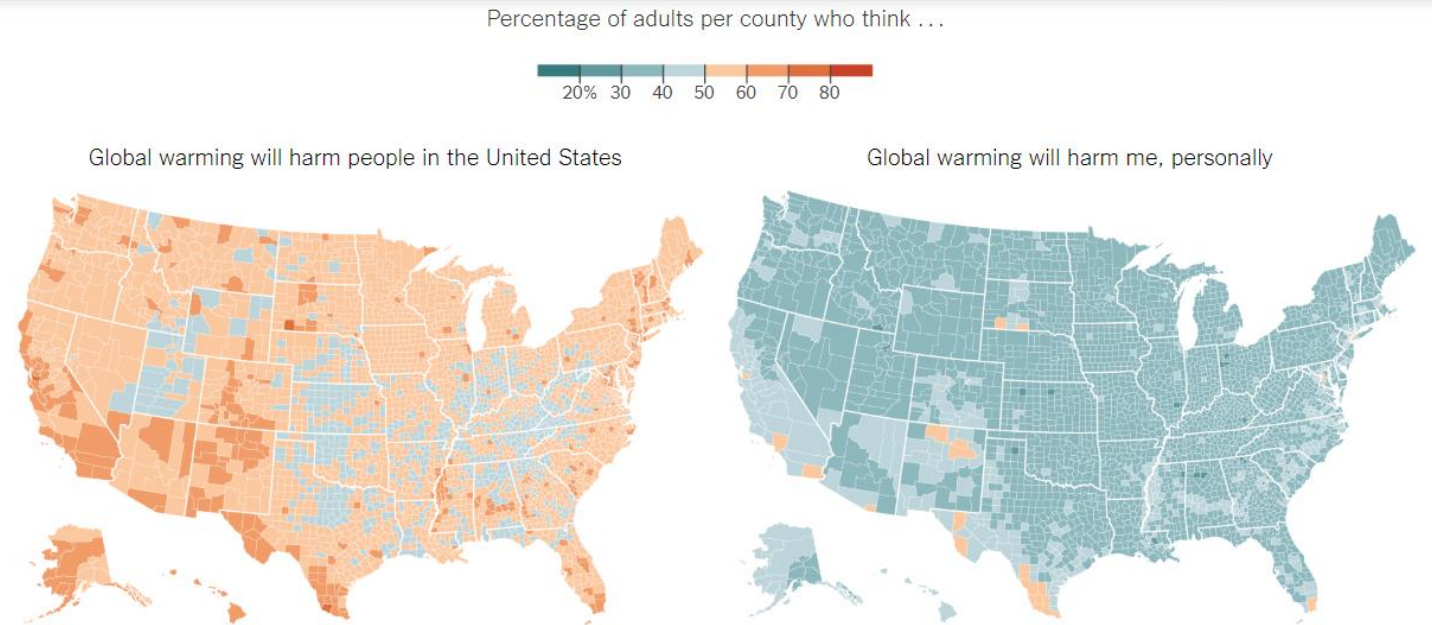 Percentage of adults per county who think . . .
20% 30 40 50 60 70 80
Global warming will harm people in the United States
Global warming will harm me, personally